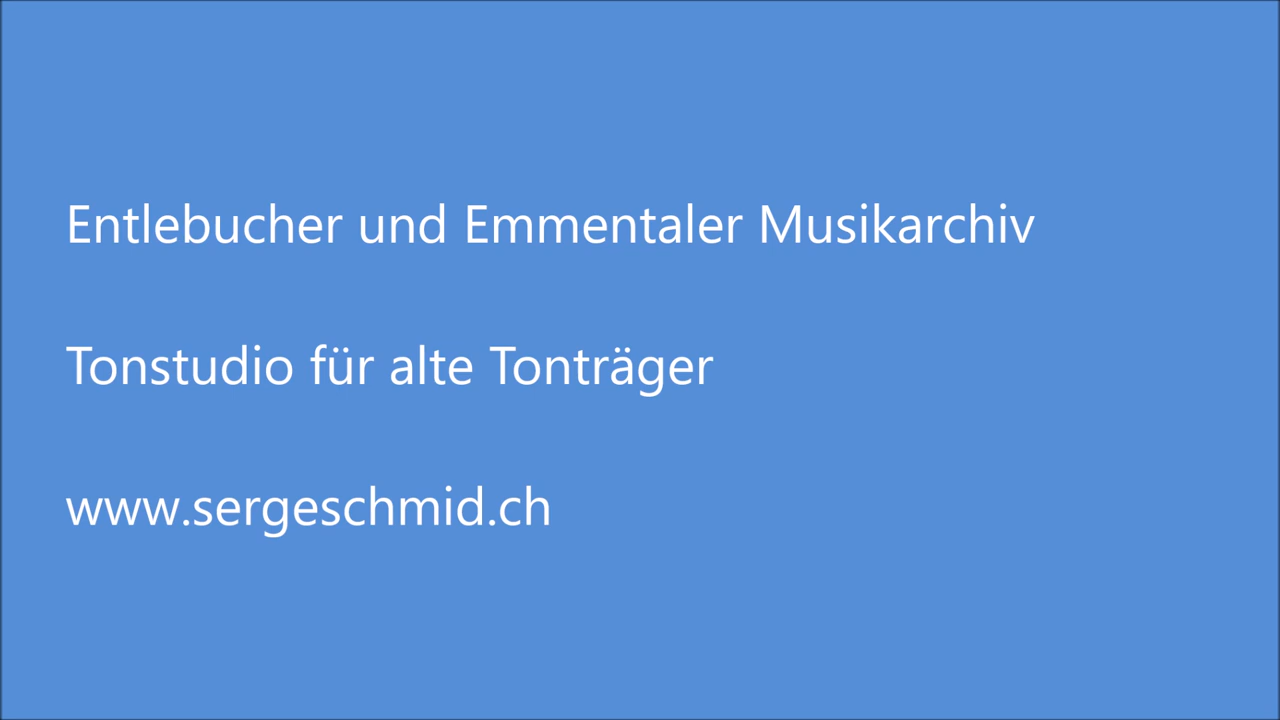 Entlebucher und Emmentaler Musikarchiv
Tonstudio für alte Tonträger
www.sergeschmid.ch